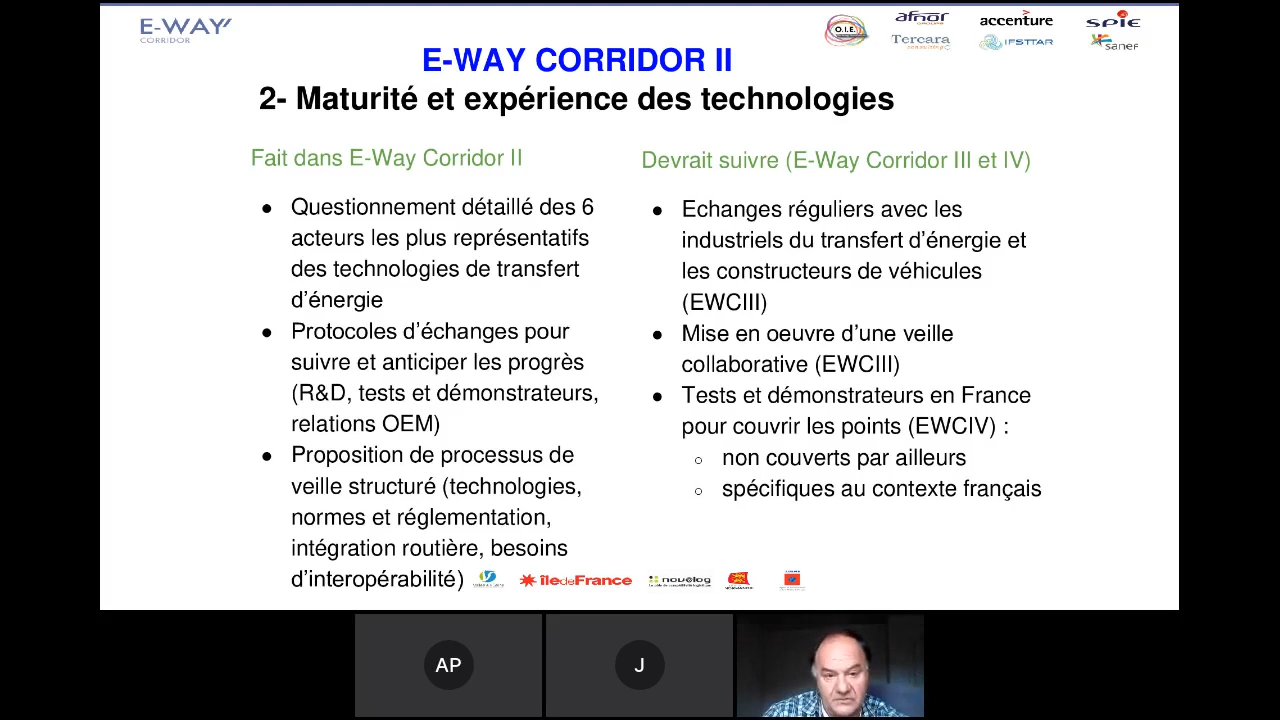 E-WAY
CORRIDOR
O.I.E.
afnor
GROUPE
accenture
SPIE
Tercara
consulting
IFSTTAR
sanef
E-WAY CORRIDOR II
2- Maturité et expérience des technologies
Fait dans E-Way Corridor II
● Questionnement détaillé des 6
acteurs les plus représentatifs
des technologies de transfert
d’énergie
● Protocoles d’échanges pour
suivre et anticiper les progrès
(R&D, tests et démonstrateurs,
relations OEM)
● Proposition de processus de
veille structuré (technologies,
normes et réglementation,
intégration routière, besoins
d’interopérabilité)
Devrait suivre (E-Way Corridor III et IV)
● Echanges réguliers avec les
industriels du transfert d’énergie et
les constructeurs de véhicules
(EWCIII)
● Mise en oeuvre d’une veille
collaborative (EWCIII)
● Tests et démonstrateurs en France
pour couvrir les points (EWCIV) :
○ non couverts par ailleurs
○ spécifiques au contexte français
îledeFrance
novelog
AP
J